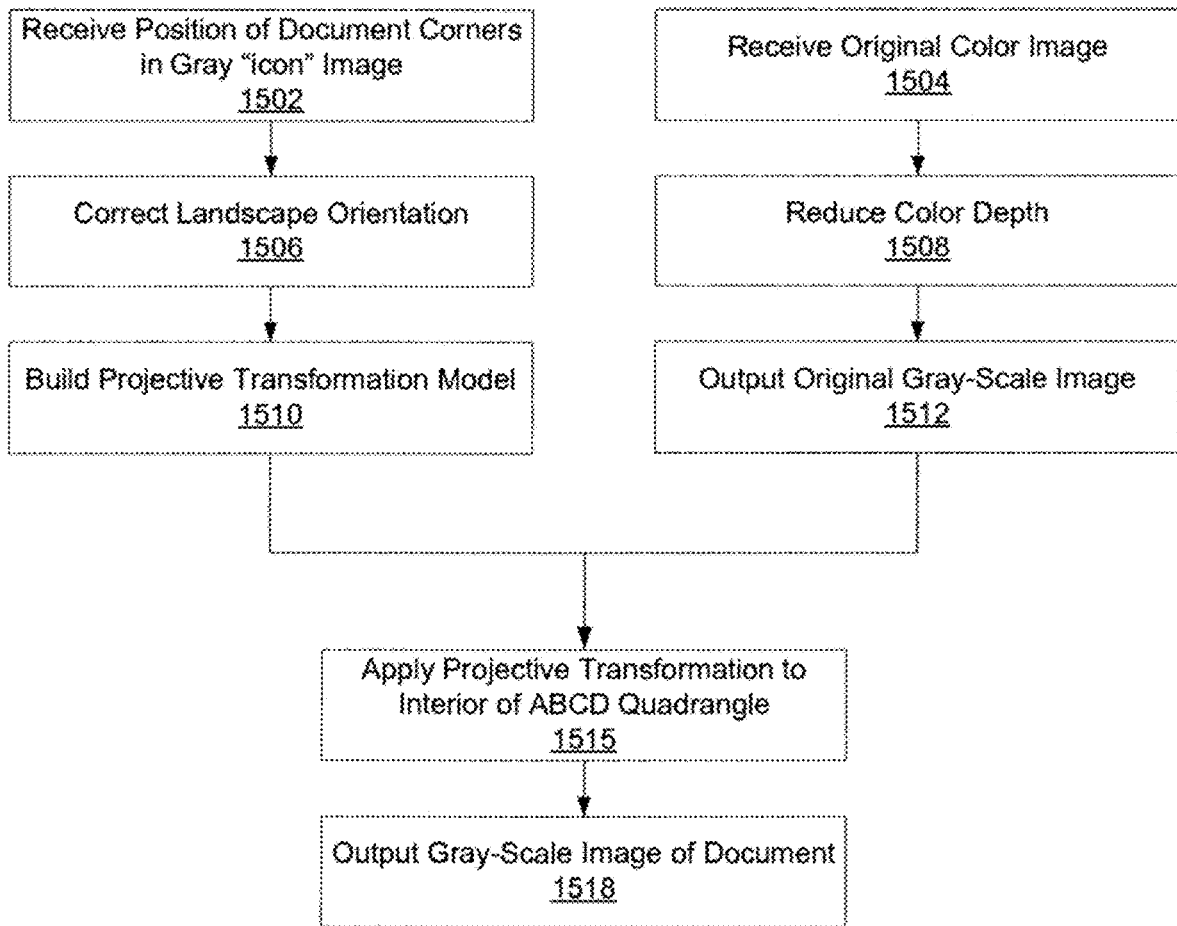 Receive Position of Document Corners
in Gray "icon" Image
1502
Receive Original Color Image
1504
Correct Landscape Orientation
1506
Reduce Color Depth
1508
Build Projective Transformation Model
1510
Output Original Gray-Scale Image
1512
Apply Projective Transformation to
Interior of ABCD Quadrangle
1515
Output Gray-Scale Image of Document
1518